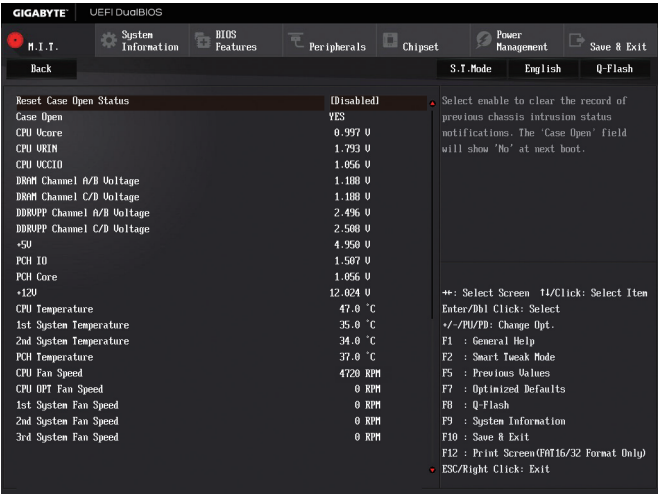 GIGABYTE™ UEFI DualBIOS
M.I.T. System Information BIOS Features Peripherals Chipset Power Management Save & Exit
Back S.T.Mode English Q-Flash
Reset Case Open Status [Disabled]
Case Open YES
CPU Vcore 0.997 V
CPU VRIN 1.793 V
CPU VCCIO 1.056 V
DRAM Channel A/B Voltage 1.188 V
DRAM Channel C/D Voltage 1.188 V
DDRVPP Channel A/B Voltage 2.496 V
DDRVPP Channel C/D Voltage 2.508 V
+5V 4.950 V
PCH IO 1.507 V
PCH Core 1.056 V
+12V 12.024 V
CPU Temperature 47.0 °C
1st System Temperature 35.0 °C
2nd System Temperature 34.0 °C
PCH Temperature 37.0 °C
CPU Fan Speed 4720 RPM
CPU OPT Fan Speed 0 RPM
1st System Fan Speed 0 RPM
2nd System Fan Speed 0 RPM
3rd System Fan Speed 0 RPM
Select enable to clear the record of
previous chassis intrusion status
notifications. The 'Case Open' field
will show 'No' at next boot.
→←: Select Screen ↑↓/Click: Select Item
Enter/Dbl Click: Select
+/-/PU/PD: Change Opt.
F1 : General Help
F2 : Smart Tweak Mode
F5 : Previous Values
F7 : Optimized Defaults
F8 : Q-Flash
F9 : System Information
F10 : Save & Exit
F12 : Print Screen(FAT16/32 Format Only)
ESC/Right Click: Exit